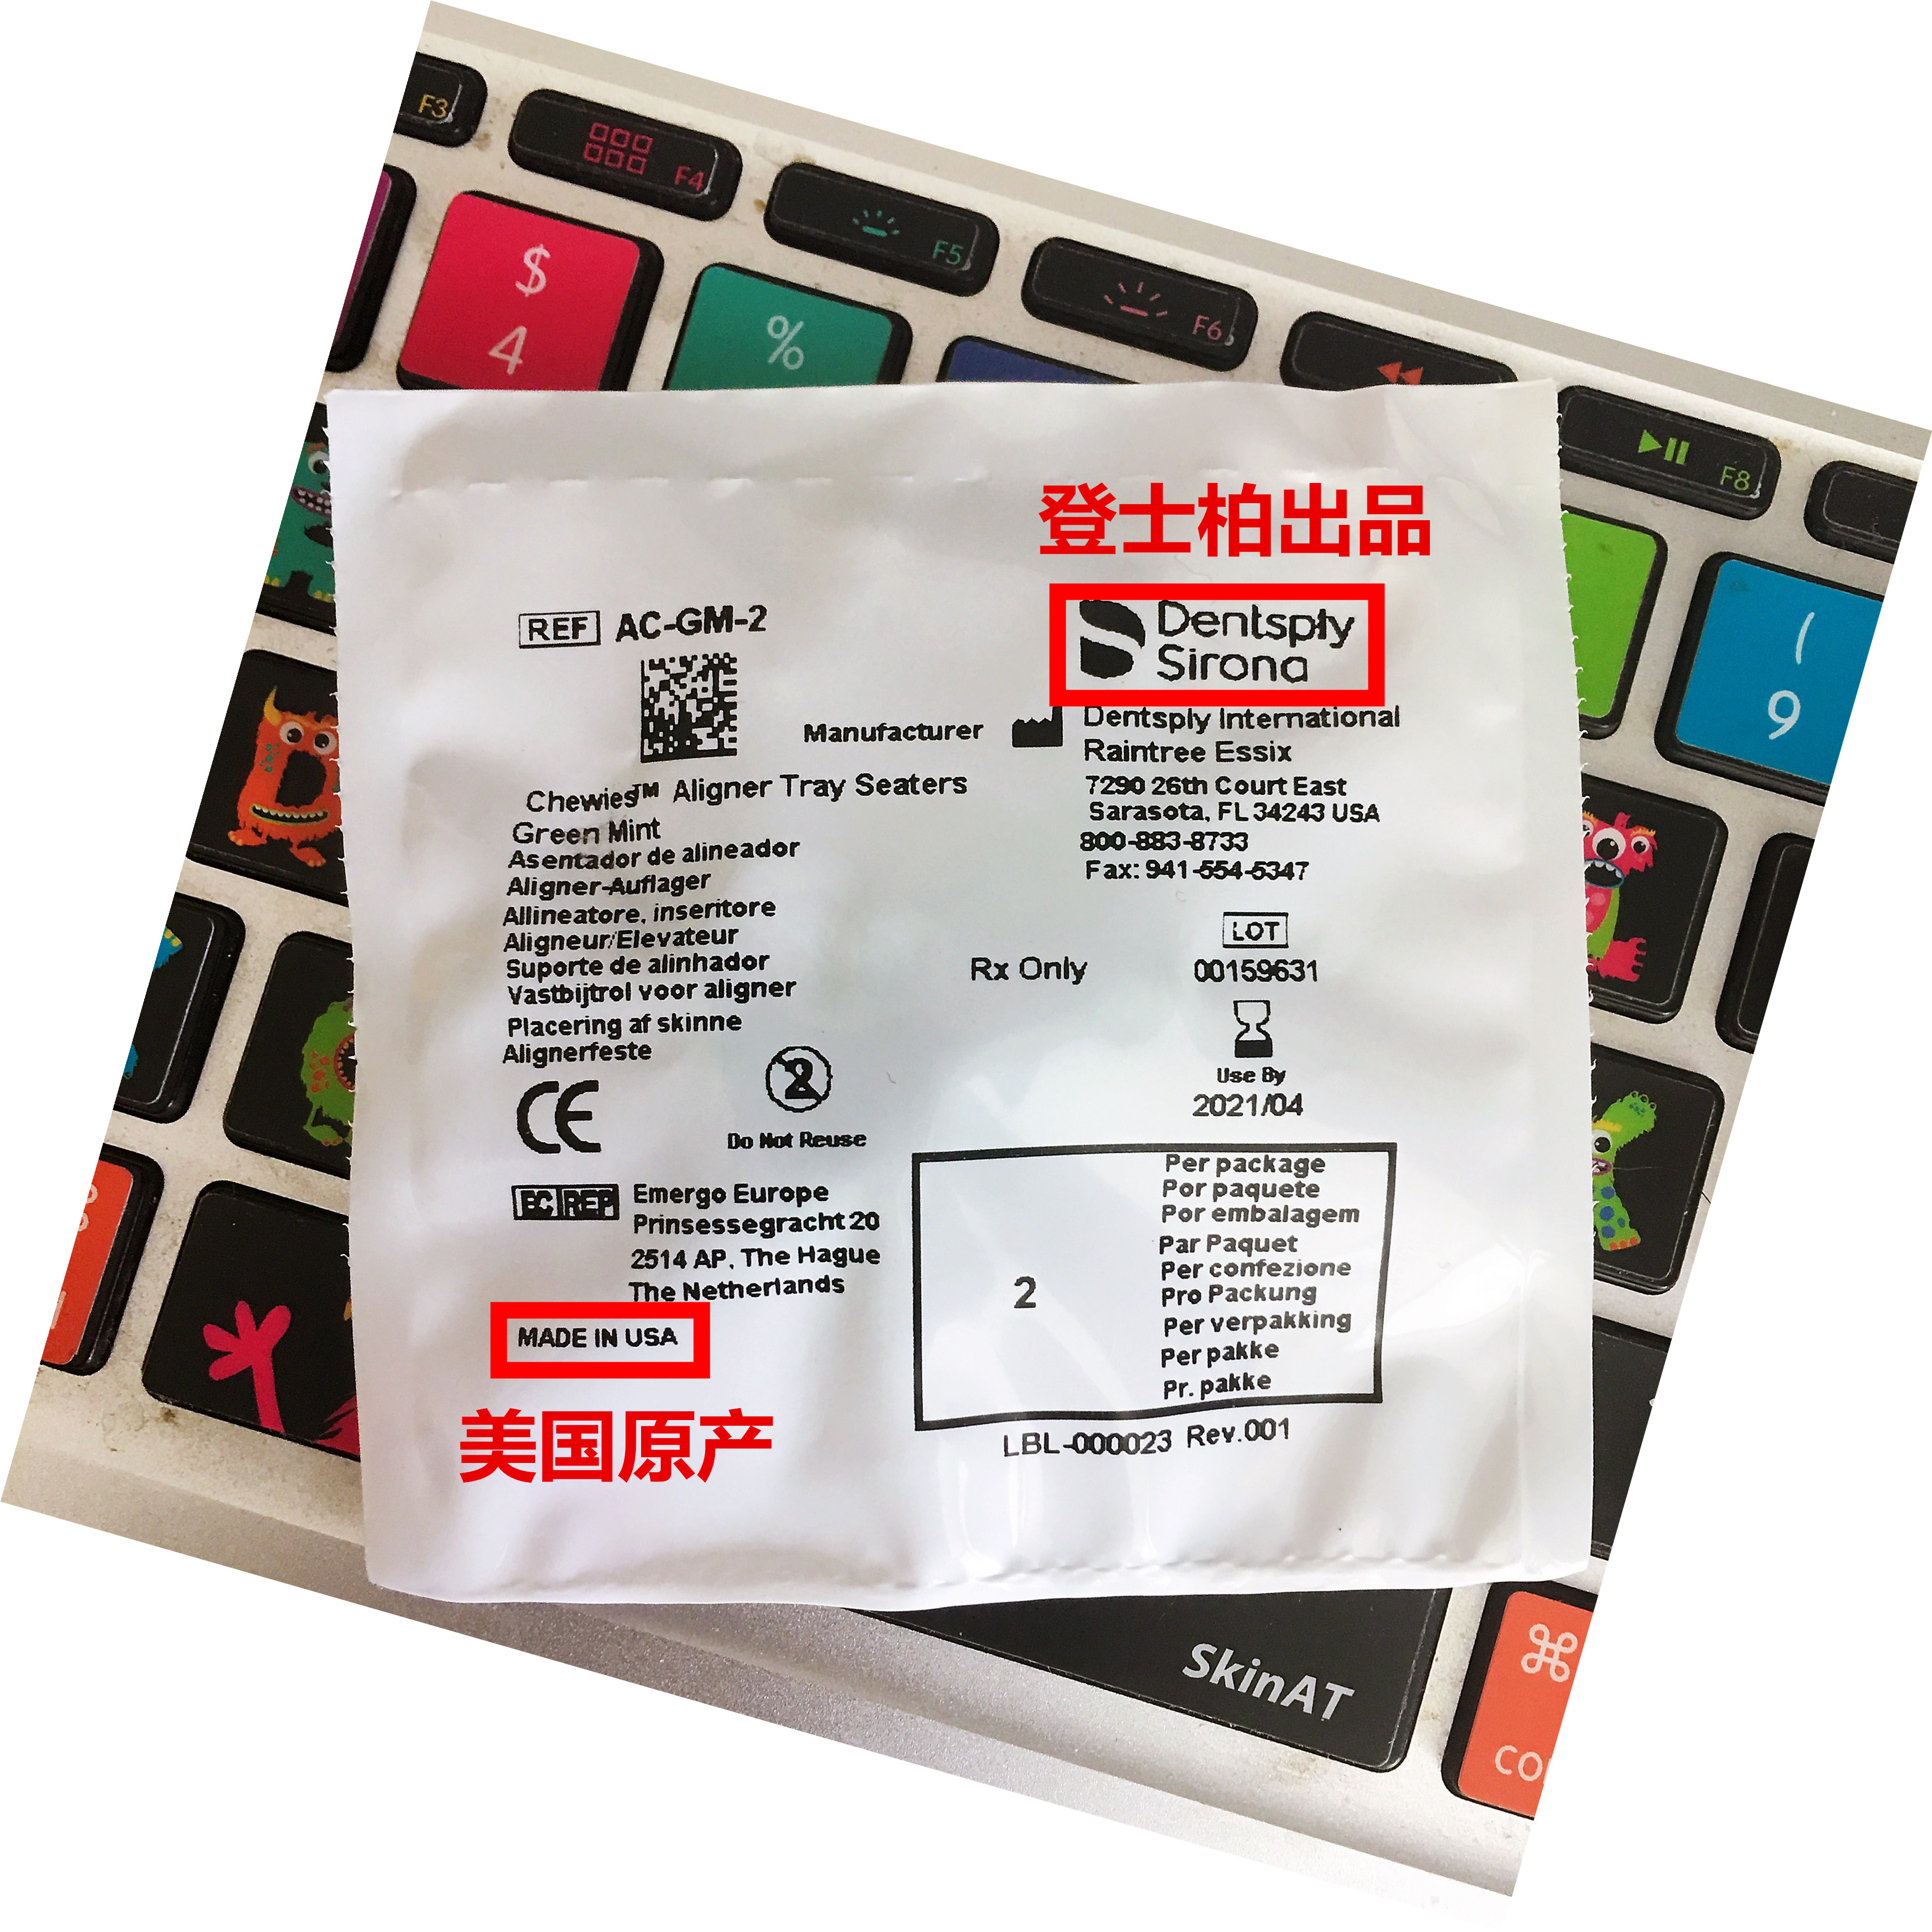 F3
F4
F5
F6
F8
$
4
%
(
9
登士柏出品
REF AC-GM-2
Dentsply
Sirona
Manufacturer
Dentsply International
Raintree Essix
7290 26th Court East
Sarasota, FL 34243 USA
800-883-8733
Fax: 941-554-5347
Chewies™ Aligner Tray Seaters
Green Mint
Asentador de alineador
Aligner-Auflager
Allineatore, inseritore
Aligneur/Elevateur
Suporte de alinhador
Vastbijtrol voor aligner
Placering af skinne
Alignerfeste
Rx Only
LOT
00159631
Use By
2021/04
CE
2
Do Not Reuse
EC REP
Emergo Europe
Prinsessegracht 20
2514 AP, The Hague
The Netherlands
MADE IN USA
美国原产
2
Per package
Por paquete
Por embalagem
Par Paquet
Per confezione
Pro Packung
Per verpakking
Per pakke
Pr. pakke
LBL-000023 Rev.001
SkinAT
⌘